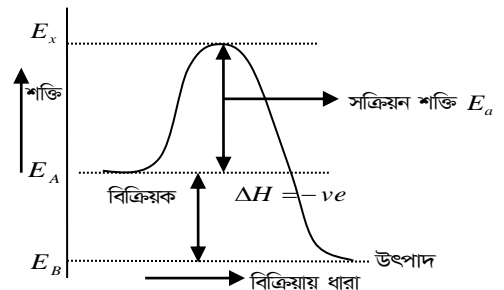 E_x
শক্তি
সক্রিয়ন শক্তি E_a
E_A
বিক্রিয়ক
ΔH = −ve
E_B
উৎপাদ
বিক্রিয়ায় ধারা